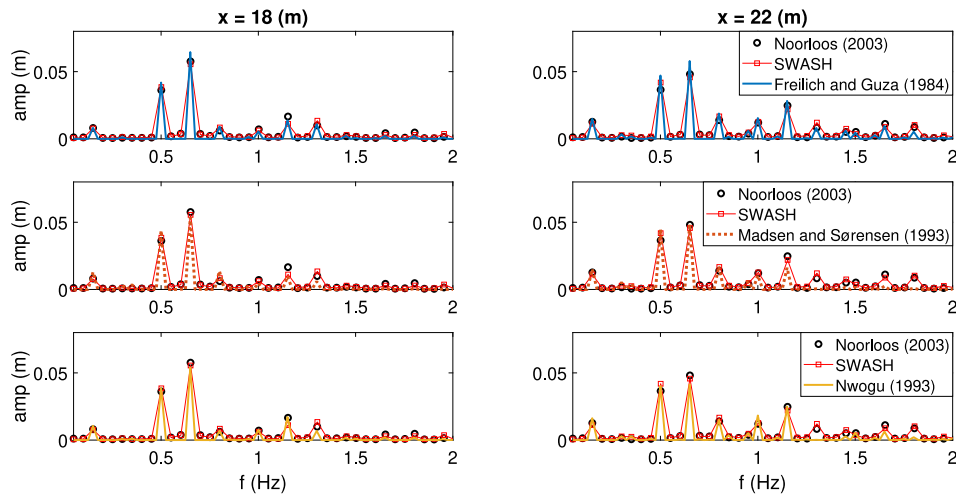 x = 18 (m)
x = 22 (m)
amp (m)
0.05
0
0.5
1
1.5
2
0.05
0
0.5
1
1.5
2
Noorloos (2003)
SWASH
Freilich and Guza (1984)
amp (m)
0.05
0
0.5
1
1.5
2
0.05
0
0.5
1
1.5
2
Noorloos (2003)
SWASH
Madsen and Sørensen (1993)
amp (m)
0.05
0
0.5
1
1.5
2
f (Hz)
0.05
0
0.5
1
1.5
2
f (Hz)
Noorloos (2003)
SWASH
Nwogu (1993)